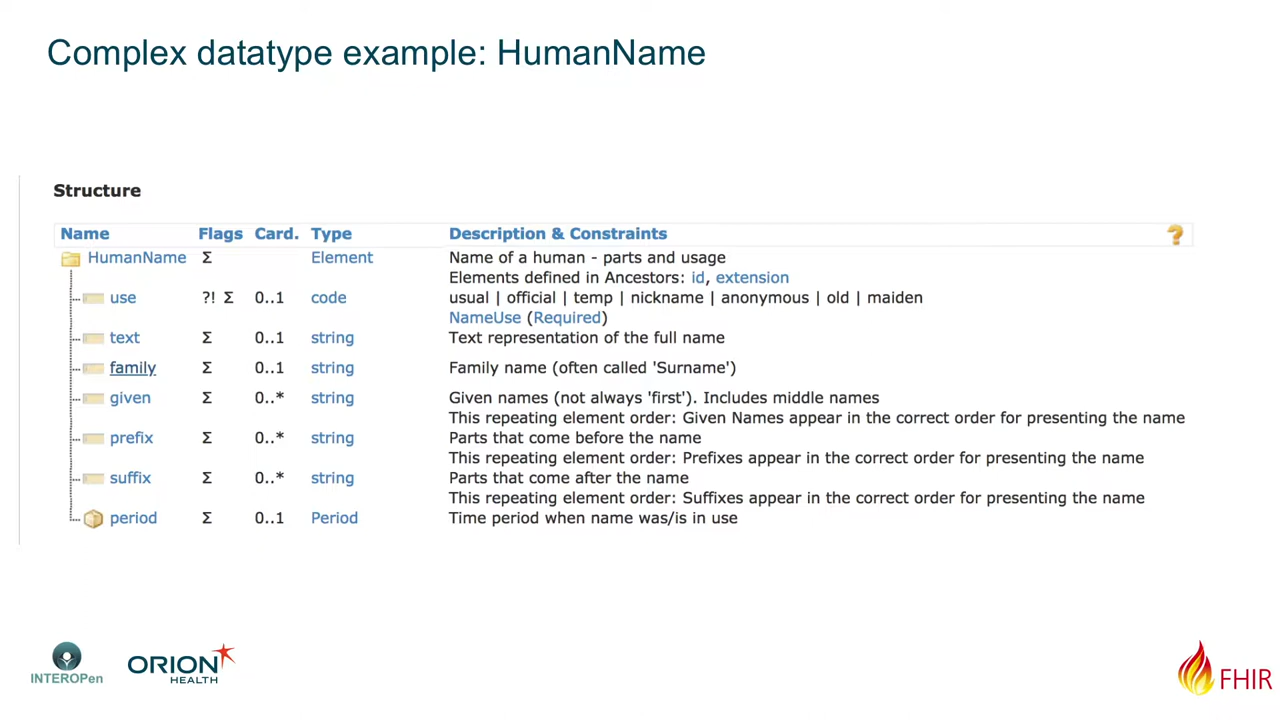 Complex datatype example: HumanName
Structure
Name Flags Card. Type Description & Constraints ?
HumanName Σ Element Name of a human - parts and usage
Elements defined in Ancestors: id, extension
use ?! Σ 0..1 code usual | official | temp | nickname | anonymous | old | maiden
NameUse (Required)
text Σ 0..1 string Text representation of the full name
family Σ 0..1 string Family name (often called 'Surname')
given Σ 0..* string Given names (not always 'first'). Includes middle names
This repeating element order: Given Names appear in the correct order for presenting the name
prefix Σ 0..* string Parts that come before the name
This repeating element order: Prefixes appear in the correct order for presenting the name
suffix Σ 0..* string Parts that come after the name
This repeating element order: Suffixes appear in the correct order for presenting the name
period Σ 0..1 Period Time period when name was/is in use
INTEROPen
ORION
HEALTH
FHIR